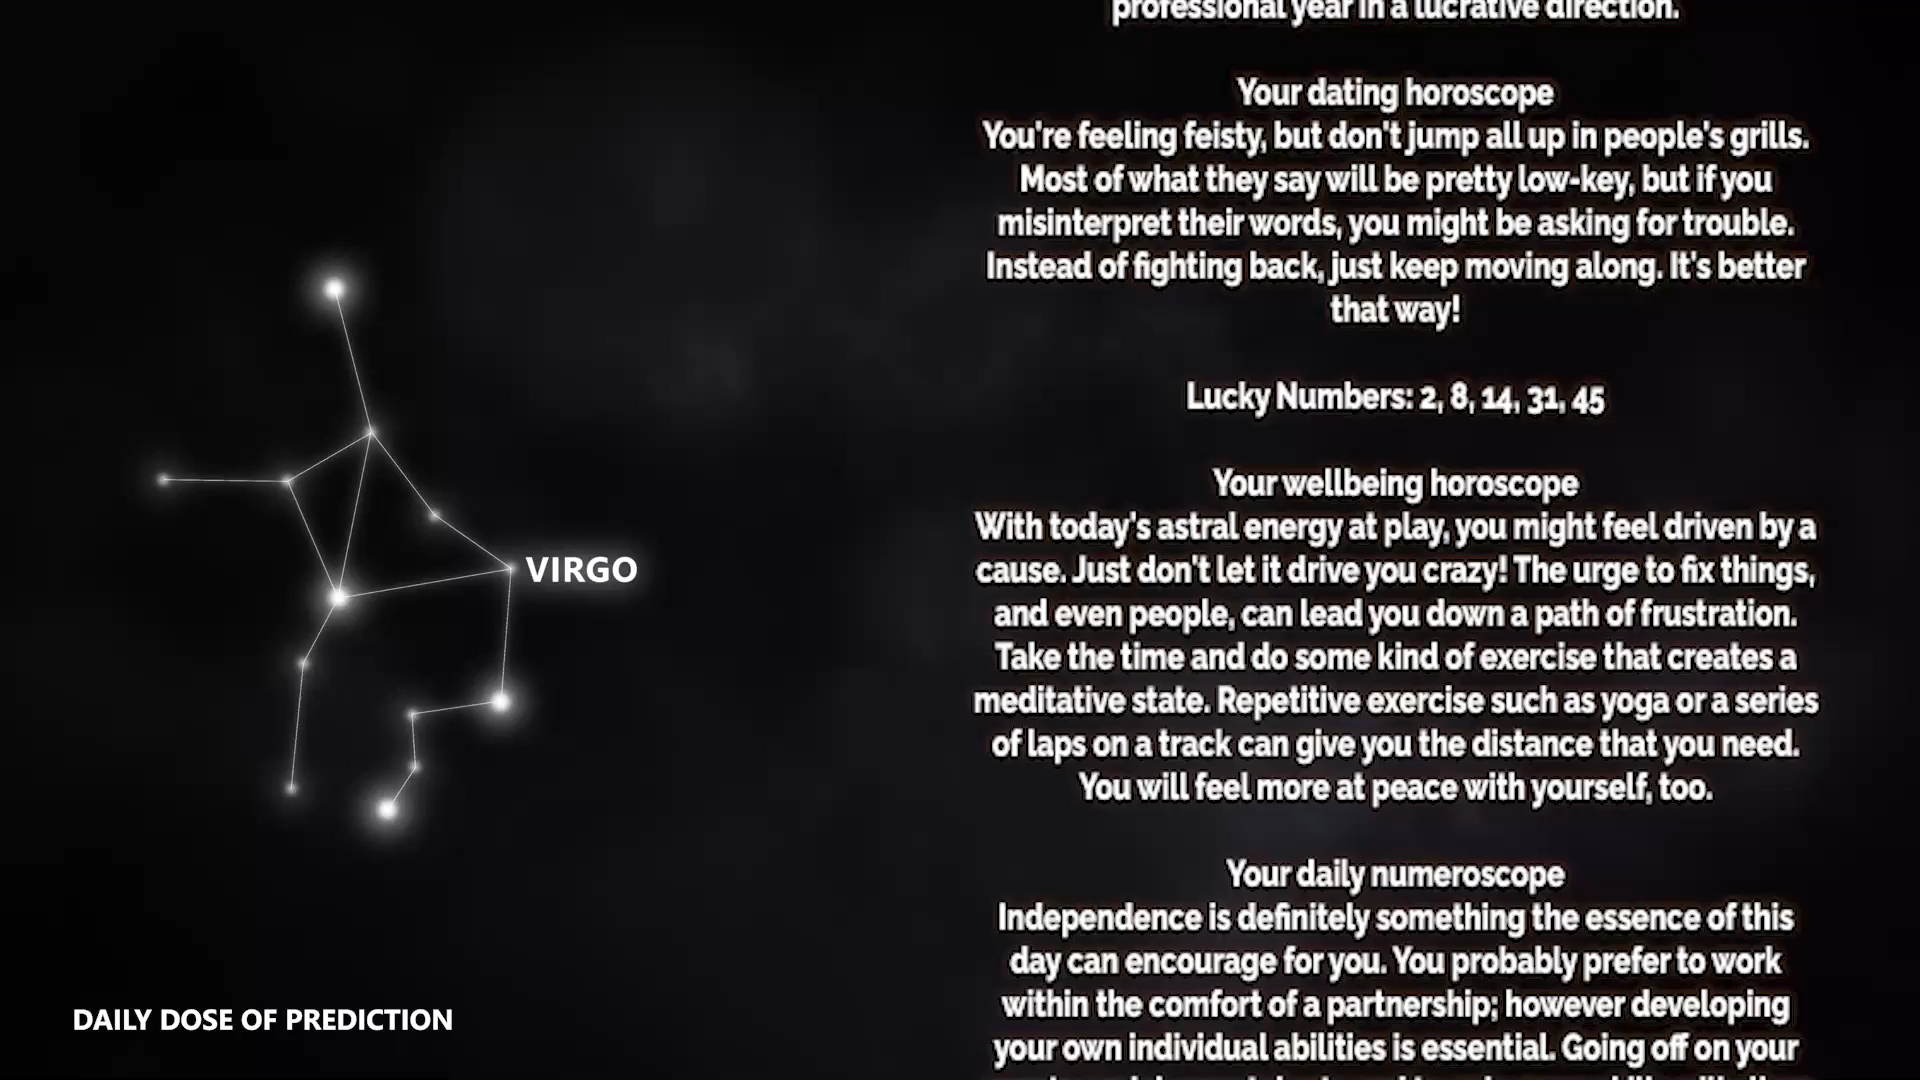 professional year in a lucrative direction.
Your dating horoscope
You're feeling feisty, but don't jump all up in people's grills.
Most of what they say will be pretty low-key, but if you
misinterpret their words, you might be asking for trouble.
Instead of fighting back, just keep moving along. It's better
that way!
Lucky Numbers: 2, 8, 14, 31, 45
Your wellbeing horoscope
With today's astral energy at play, you might feel driven by a
cause. Just don't let it drive you crazy! The urge to fix things,
and even people, can lead you down a path of frustration.
Take the time and do some kind of exercise that creates a
meditative state. Repetitive exercise such as yoga or a series
of laps on a track can give you the distance that you need.
You will feel more at peace with yourself, too.
Your daily numeroscope
Independence is definitely something the essence of this
day can encourage for you. You probably prefer to work
within the comfort of a partnership; however developing
your own individual abilities is essential. Going off on your
VIRGO
DAILY DOSE OF PREDICTION